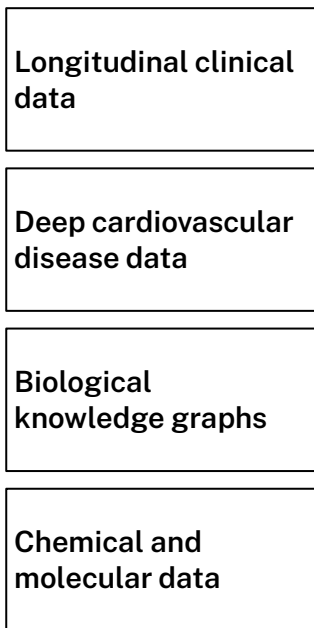 Longitudinal clinical
data
Deep cardiovascular
disease data
Biological
knowledge graphs
Chemical and
molecular data